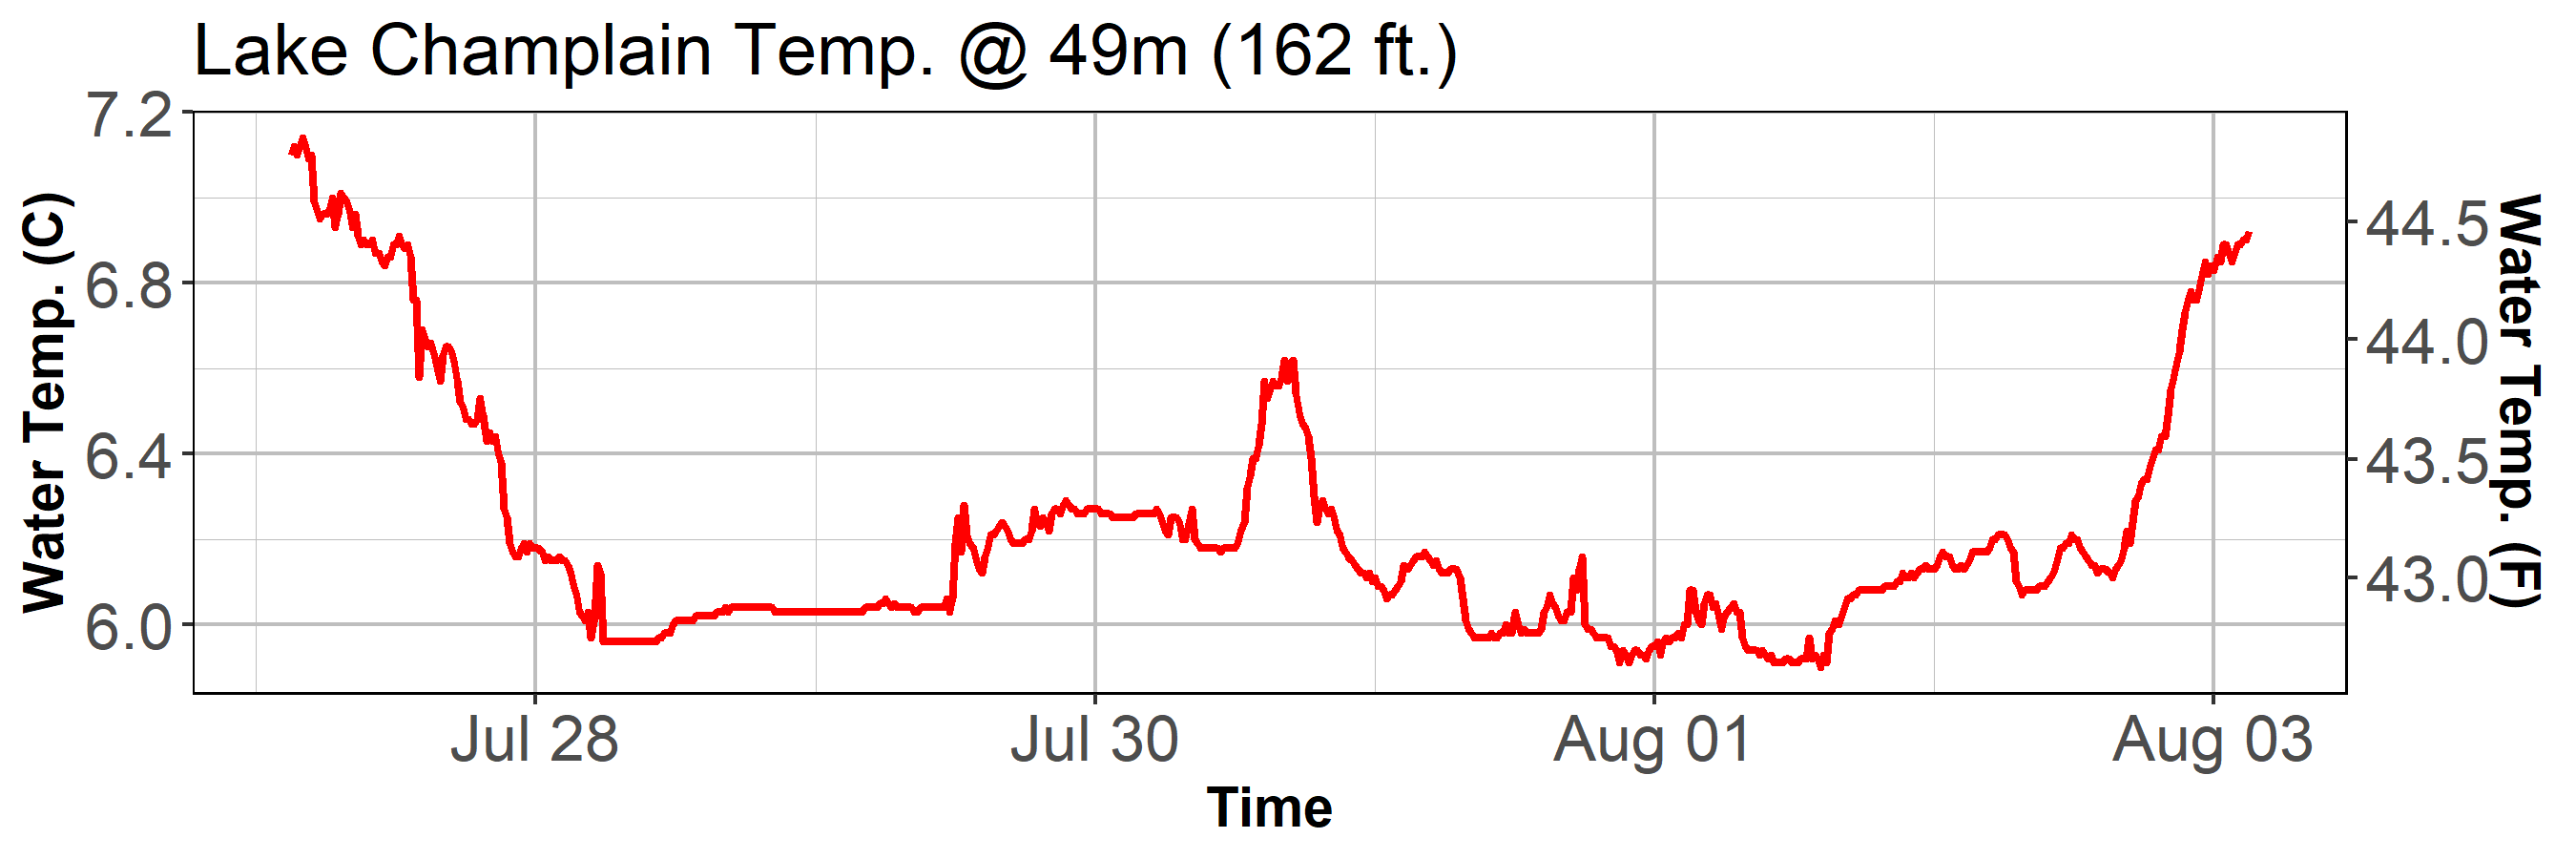 Lake Champlain Temp. @ 49m (162 ft.)
Water Temp. (C)
7.2
6.8
6.4
6.0
44.5
44.0
43.5
43.0
Water Temp. (F)
Jul 28 Jul 30 Aug 01 Aug 03
Time